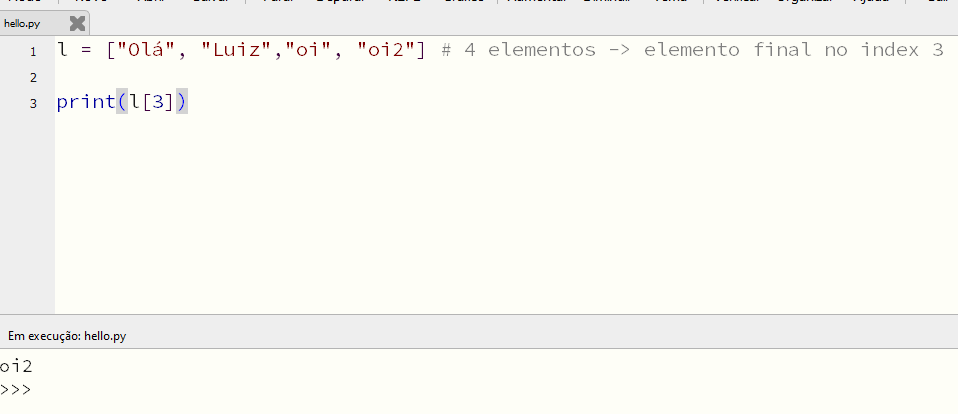 hello.py
1 l = ["Olá", "Luiz","oi", "oi2"] # 4 elementos -> elemento final no index 3
2
3 print(l[3])
Em execução: hello.py
oi2
>>>